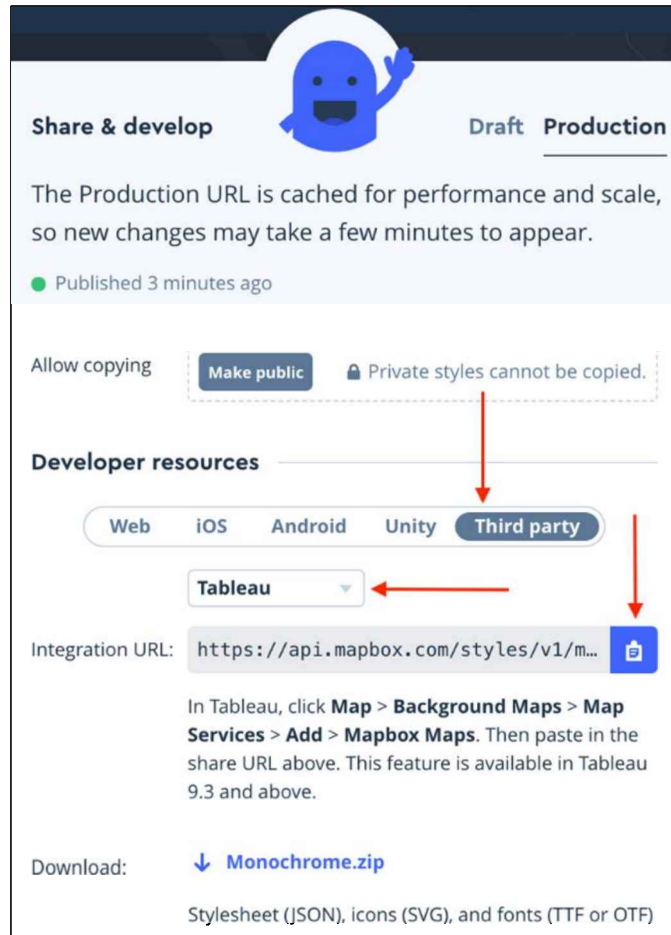 Share & develop
Draft Production
The Production URL is cached for performance and scale,
so new changes may take a few minutes to appear.
Published 3 minutes ago
Allow copying
Make public
Private styles cannot be copied.
Developer resources
Web iOS Android Unity Third party
Tableau
Integration URL: https://api.mapbox.com/styles/v1/m…
In Tableau, click Map > Background Maps > Map
Services > Add > Mapbox Maps. Then paste in the
share URL above. This feature is available in Tableau
9.3 and above.
Download: Monochrome.zip
Stylesheet (JSON), icons (SVG), and fonts (TTF or OTF)